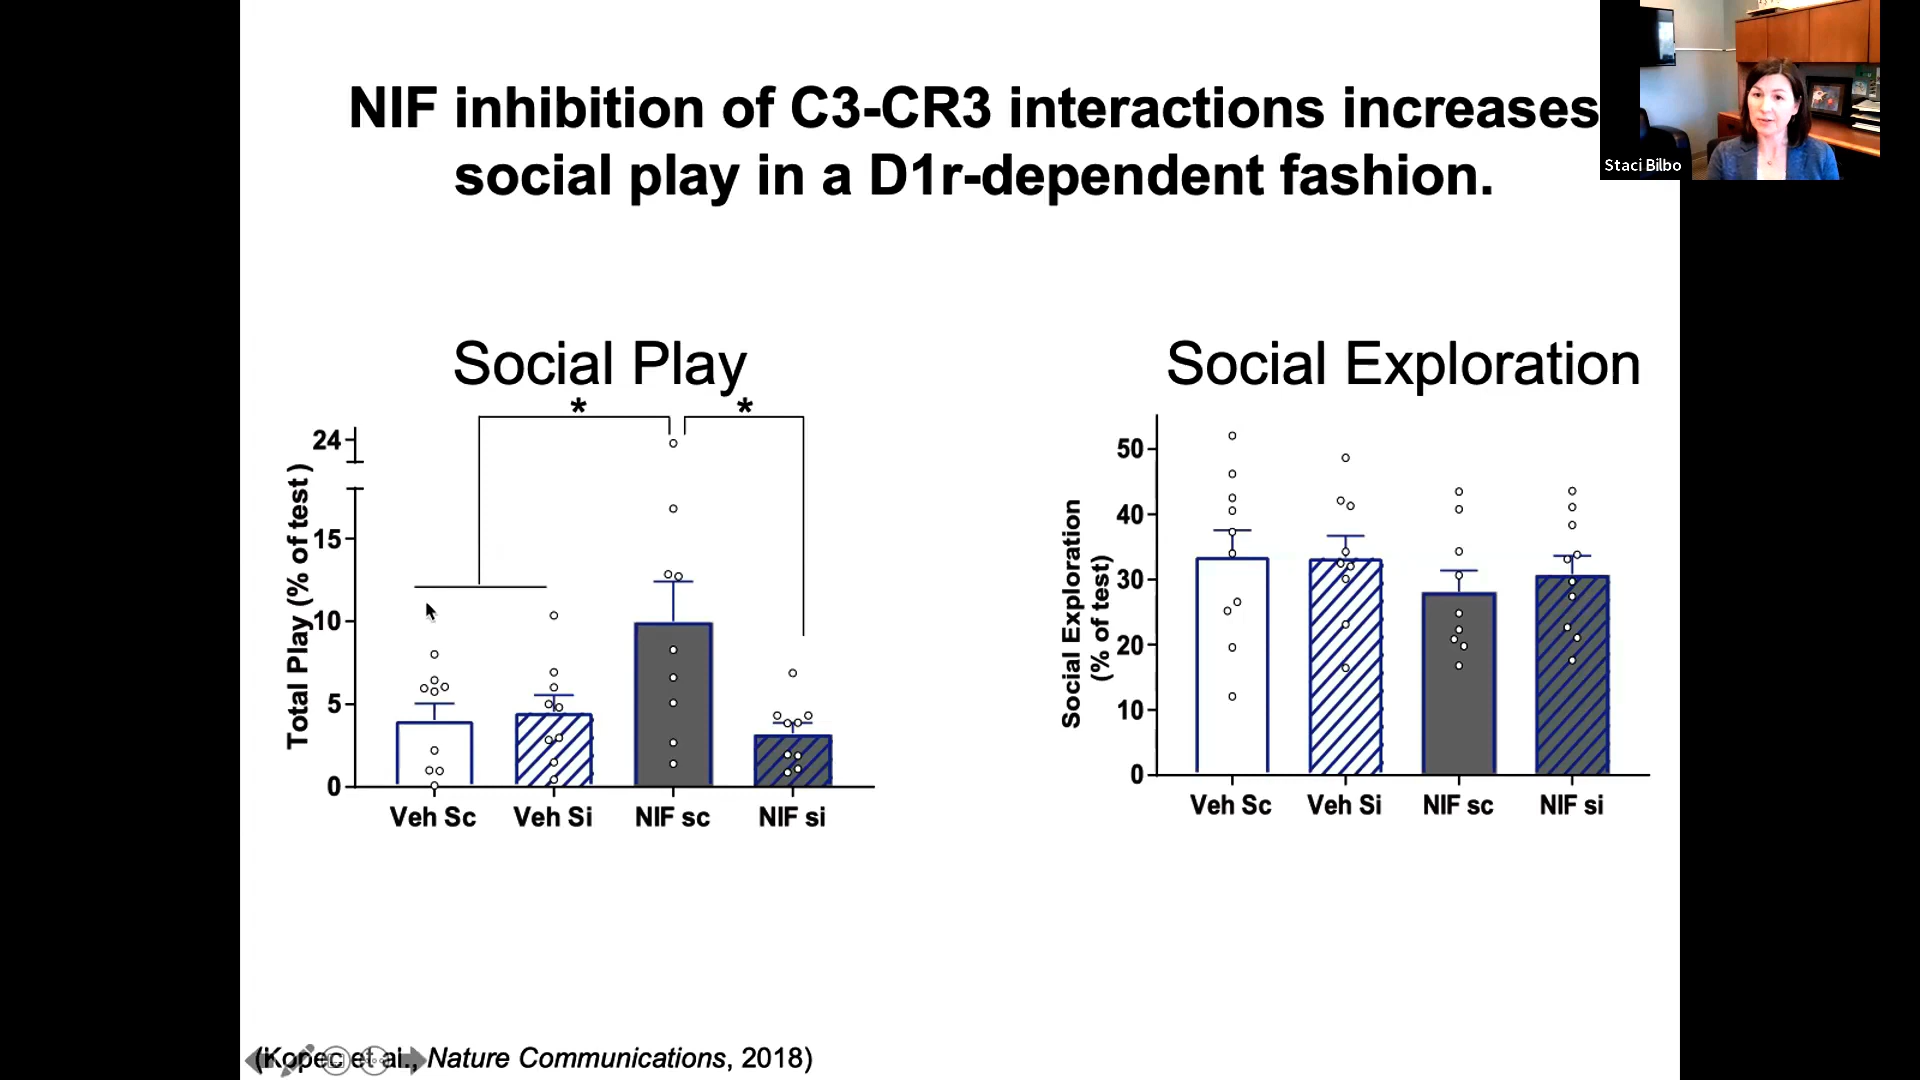 NIF inhibition of C3-CR3 interactions increases
social play in a D1r-dependent fashion.
Staci Bilbo
Social Play
* *
Total Play (% of test)
24
15
10
5
0
Veh Sc Veh Si NIF sc NIF si
Social Exploration
Social Exploration
(% of test)
50
40
30
20
10
0
Veh Sc Veh Si NIF sc NIF si
(Kopec et al., Nature Communications, 2018)